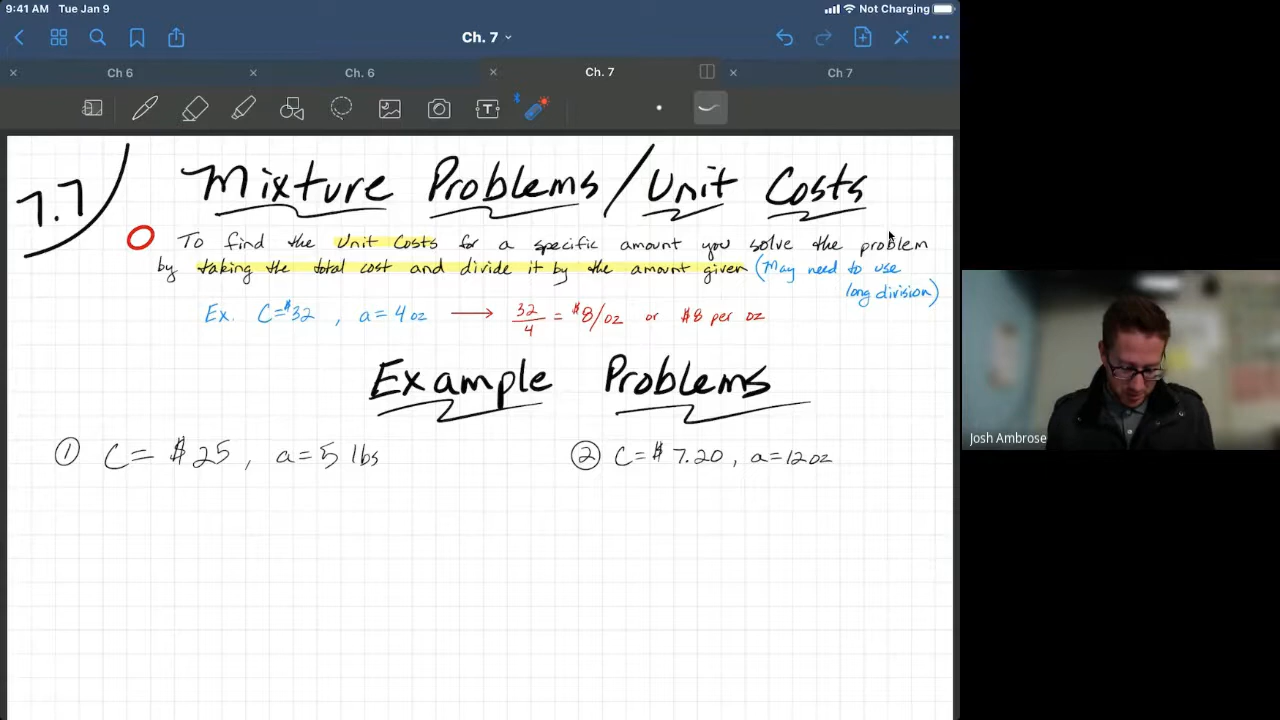 9:41 AM Tue Jan 9
Not Charging
Ch. 7
Ch 6
Ch. 6
Ch. 7
Ch 7
T
7.7
Mixture Problems / Unit Costs
To find the Unit Costs for a specific amount you solve the problem
by taking the total cost and divide it by the amount given (May need to use
long division)
Ex. C=$32, a=4oz → 32/4 = $8/oz or $8 per oz
Example Problems
① C= $25, a=5 lbs
② C=$7.20, a=12oz
Josh Ambrose